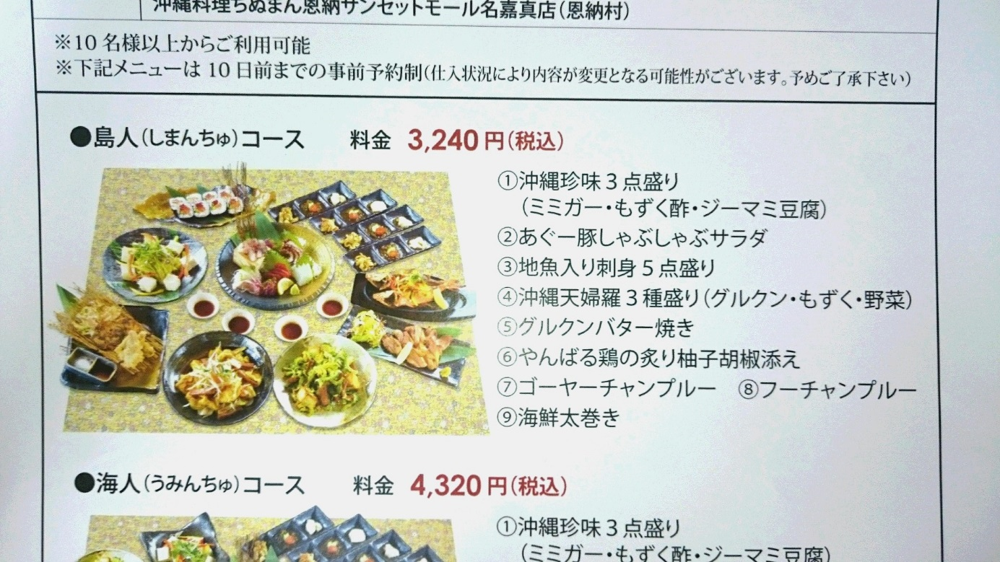 沖縄料理ちぬまん恩納サンセットモール名嘉真店（恩納村）
※10 名様以上からご利用可能
※下記メニューは 10 日前までの事前予約制（仕入状況により内容が変更となる可能性がございます。予めご了承下さい）
●島人（しまんちゅ）コース　料金　3,240 円（税込）
①沖縄珍味 3 点盛り
（ミミガー・もずく酢・ジーマミ豆腐）
②あぐー豚しゃぶしゃぶサラダ
③地魚入り刺身 5 点盛り
④沖縄天婦羅 3 種盛り（グルクン・もずく・野菜）
⑤グルクンバター焼き
⑥やんばる鶏の炙り柚子胡椒添え
⑦ゴーヤーチャンプルー　⑧フーチャンプルー
⑨海鮮太巻き
●海人（うみんちゅ）コース　料金　4,320 円（税込）
①沖縄珍味 3 点盛り
（ミミガー・もずく酢・ジーマミ豆腐）